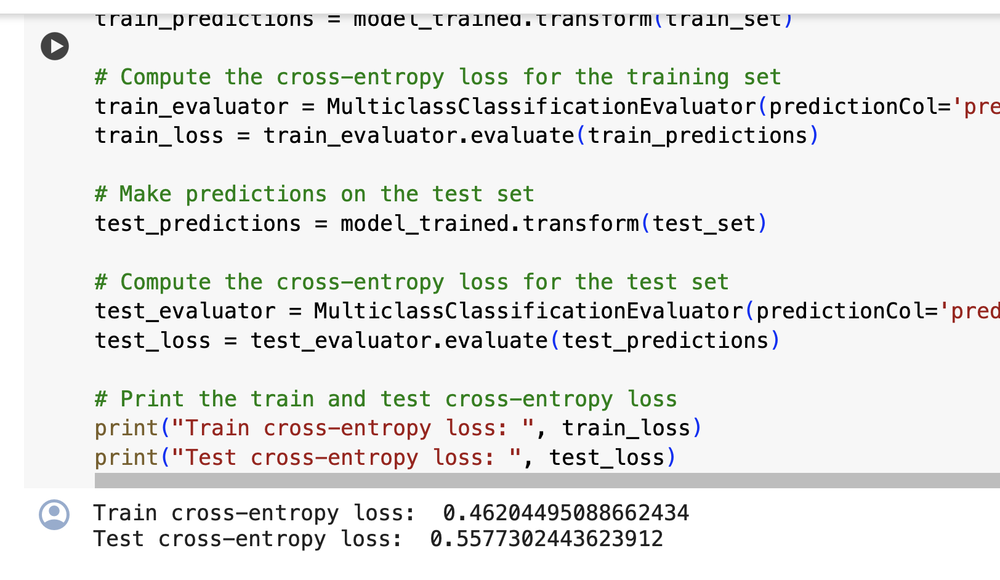 train_predictions = model_trained.transform(train_set)
# Compute the cross-entropy loss for the training set
train_evaluator = MulticlassClassificationEvaluator(predictionCol='pre
train_loss = train_evaluator.evaluate(train_predictions)
# Make predictions on the test set
test_predictions = model_trained.transform(test_set)
# Compute the cross-entropy loss for the test set
test_evaluator = MulticlassClassificationEvaluator(predictionCol='pred
test_loss = test_evaluator.evaluate(test_predictions)
# Print the train and test cross-entropy loss
print("Train cross-entropy loss: ", train_loss)
print("Test cross-entropy loss: ", test_loss)
Train cross-entropy loss:  0.46204495088662434
Test cross-entropy loss:  0.5577302443623912